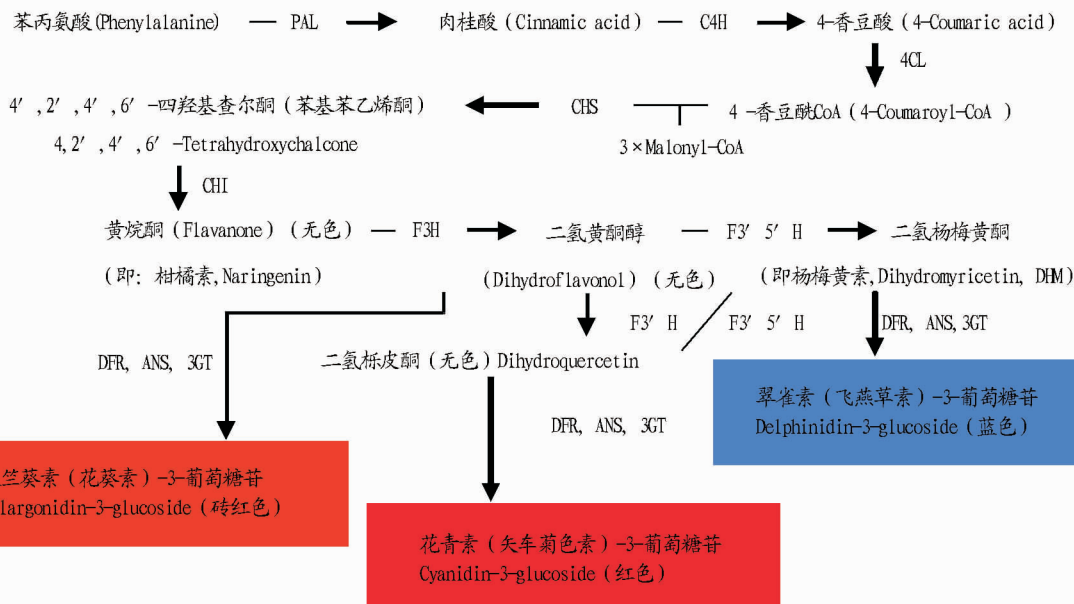 苯丙氨酸(Phenylalanine) — PAL 肉桂酸(Cinnamic acid) — C4H 4-香豆酸(4-Coumaric acid)
4CL
4′,2′,4′,6′-四羟基查尔酮(苯基苯乙烯酮) CHS 4-香豆酰CoA(4-Coumaroyl-CoA )
4,2′,4′,6′-Tetrahydroxychalcone 3×Malonyl-CoA
CHI
黄烷酮(Flavanone)(无色) — F3H 二氢黄酮醇 — F3′5′H 二氢杨梅黄酮
(即:柑橘素,Naringenin) (Dihydroflavonol)(无色) (即杨梅黄素,Dihydromyricetin, DHM)
F3′H F3′5′H DFR, ANS,3GT
DFR, ANS, 3GT 二氢栎皮酮(无色)Dihydroquercetin
翠雀素(飞燕草素)-3-葡萄糖苷
Delphinidin-3-glucoside(蓝色)
DFR, ANS, 3GT
竺葵素(花葵素)-3-葡萄糖苷
largonidin-3-glucoside(砖红色)
花青素(矢车菊色素)-3-葡萄糖苷
Cyanidin-3-glucoside(红色)